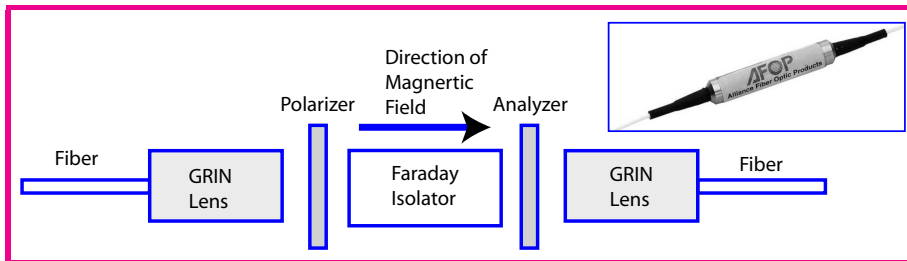 Direction of
Magnertic
Field
Polarizer
Analyzer
Fiber
GRIN
Lens
Faraday
Isolator
GRIN
Lens
Fiber
AFOP
Alliance Fiber Optic Products